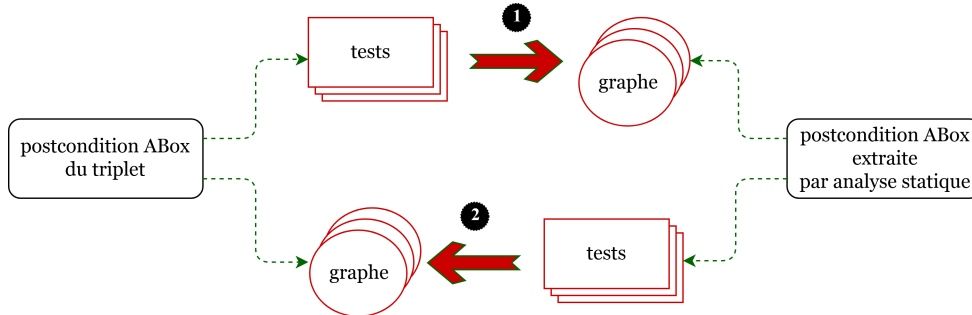 1
tests
graphe
postcondition ABox
du triplet
postcondition ABox
extraite
par analyse statique
2
graphe
tests